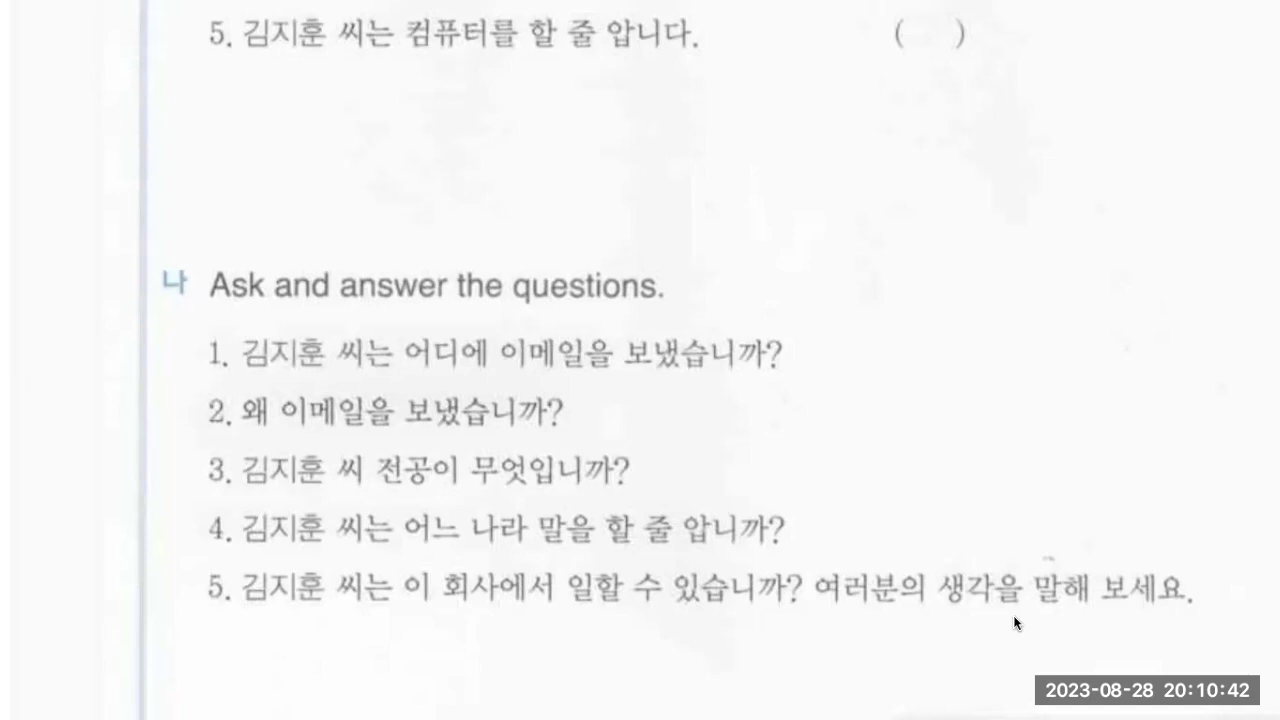 5. 김지훈 씨는 컴퓨터를 할 줄 압니다. ( )
나 Ask and answer the questions.
1. 김지훈 씨는 어디에 이메일을 보냈습니까?
2. 왜 이메일을 보냈습니까?
3. 김지훈 씨 전공이 무엇입니까?
4. 김지훈 씨는 어느 나라 말을 할 줄 압니까?
5. 김지훈 씨는 이 회사에서 일할 수 있습니까? 여러분의 생각을 말해 보세요.
2023-08-28 20:10:42